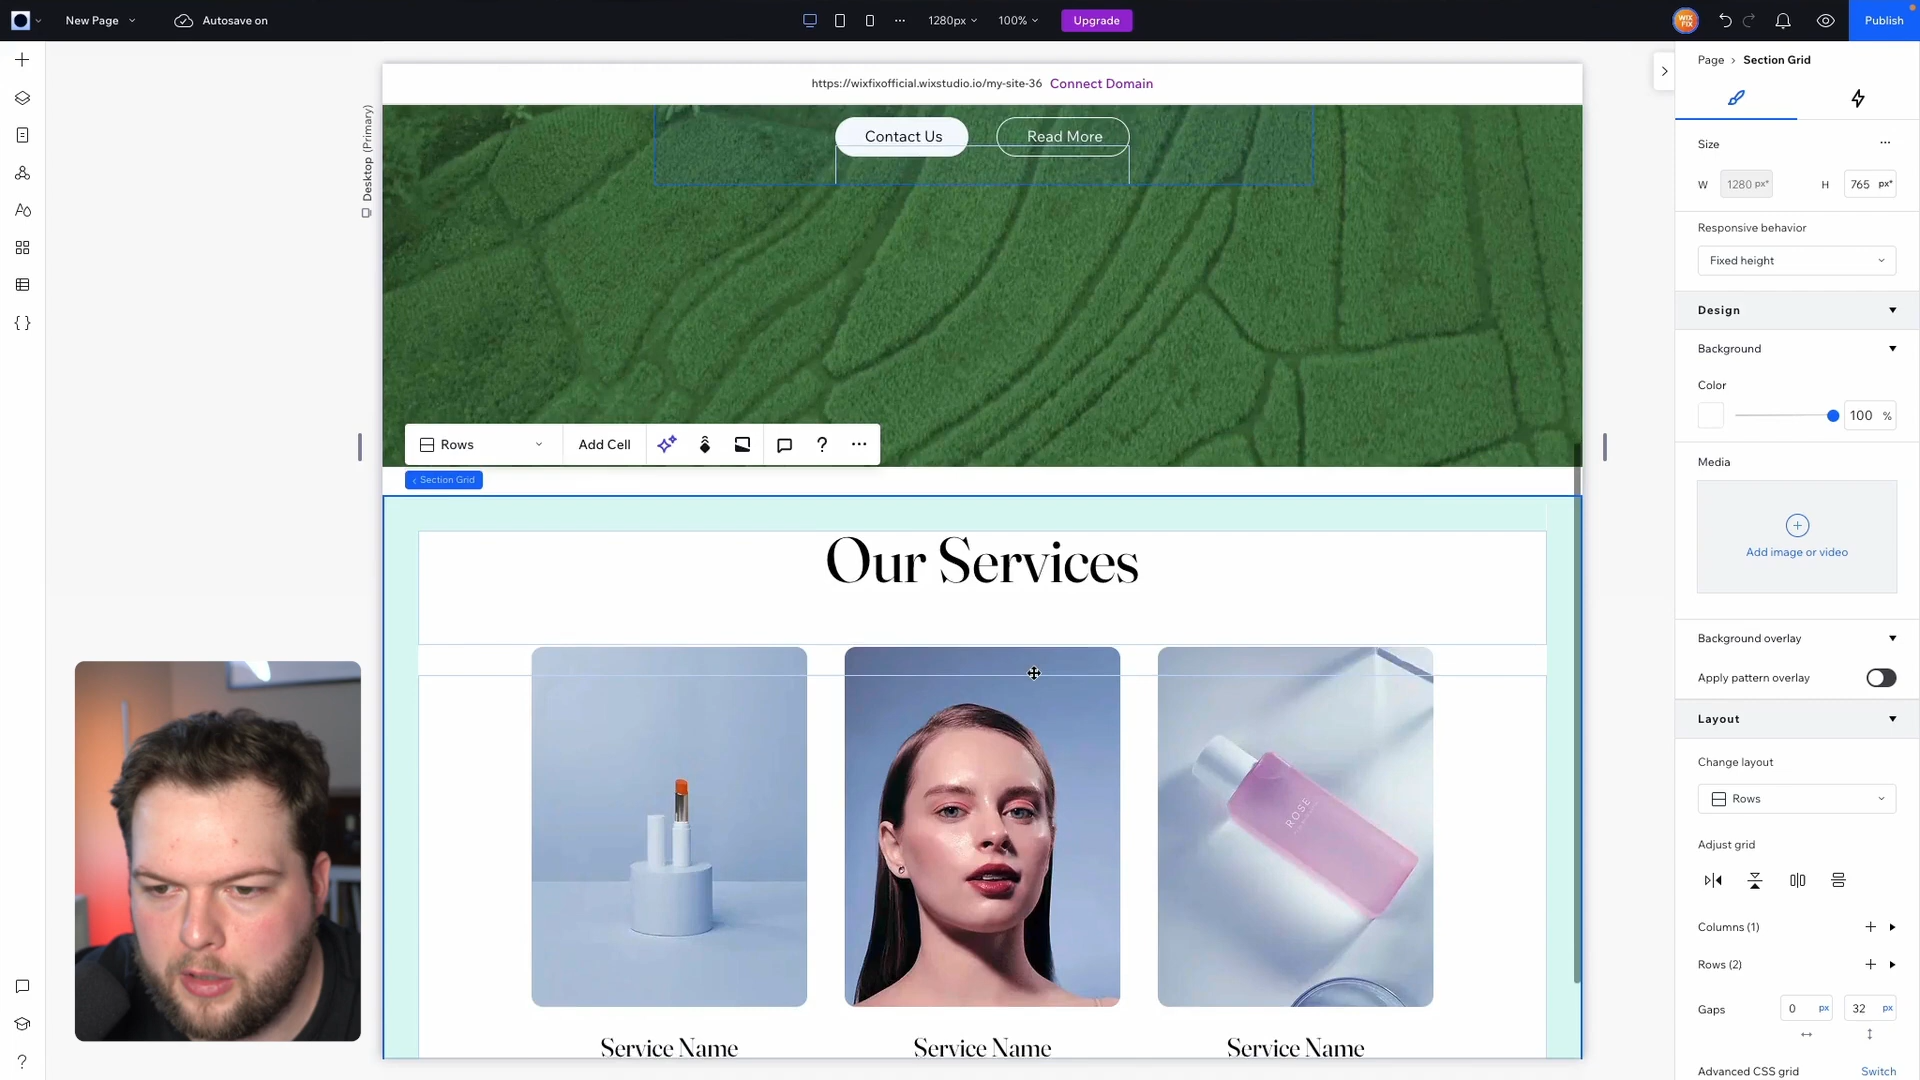 New Page
Autosave on
1280px
100%
Upgrade
WIX
FIX
Publish
https://wixfixofficial.wixstudio.io/my-site-36 Connect Domain
Desktop (Primary)
Contact Us
Read More
Rows
Add Cell
Section Grid
Our Services
ROSE
Service Name
Service Name
Service Name
Page > Section Grid
Size
W 1280 px*
H 765 px*
Responsive behavior
Fixed height
Design
Background
Color
100 %
Media
Add image or video
Background overlay
Apply pattern overlay
Layout
Change layout
Rows
Adjust grid
Columns (1)
Rows (2)
Gaps 0 px 32 px
Advanced CSS grid Switch